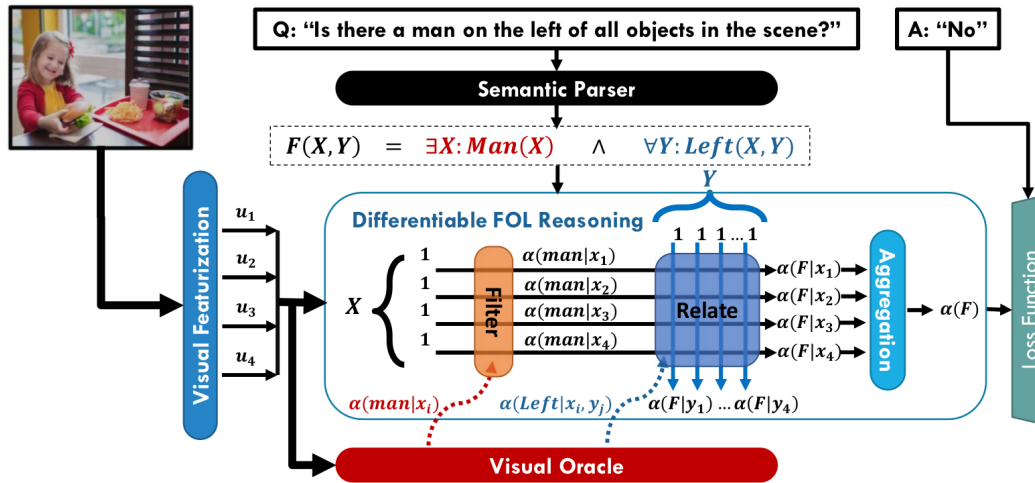 Q: “Is there a man on the left of all objects in the scene?”
A: “No”
Semantic Parser
F(X,Y) = ∃X:Man(X) ∧ ∀Y:Left(X,Y)
Y
Differentiable FOL Reasoning
1 1 1 ... 1
Visual Featurization
u₁
u₂
u₃
u₄
X
1
1
1
1
Filter
α(man|x₁)
α(man|x₂)
α(man|x₃)
α(man|x₄)
Relate
α(F|x₁)
α(F|x₂)
α(F|x₃)
α(F|x₄)
Aggregation
α(F)
Loss Function
α(man|xᵢ)
α(Left|xᵢ, yⱼ)
α(F|y₁) ... α(F|y₄)
Visual Oracle